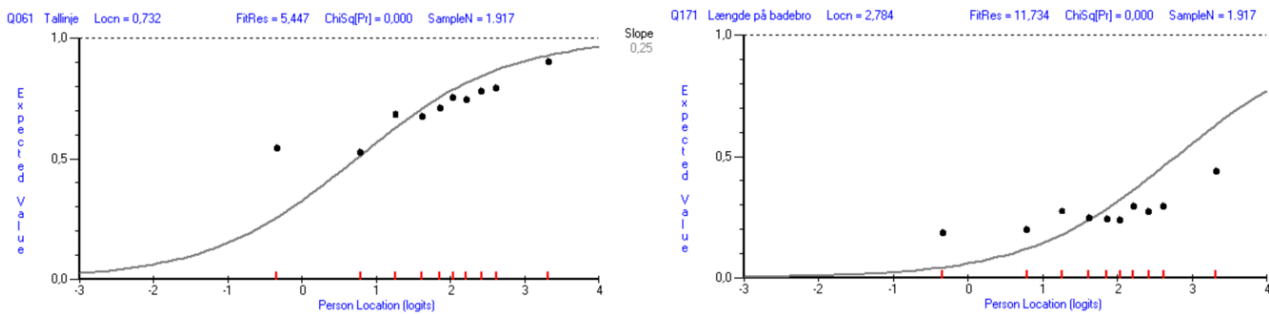 Q061 Tallinje Locn = 0,732 FitRes = 5,447 ChiSq[Pr] = 0,000 SampleN = 1.917
Slope
0,25
1,0
0,5
0,0
Expected Value
-3 -2 -1 0 1 2 3 4
Person Location (logits)
Q171 Længde på badebro Locn = 2,784 FitRes = 11,734 ChiSq[Pr] = 0,000 SampleN = 1.917
1,0
0,5
0,0
Expected Value
-3 -2 -1 0 1 2 3 4
Person Location (logits)